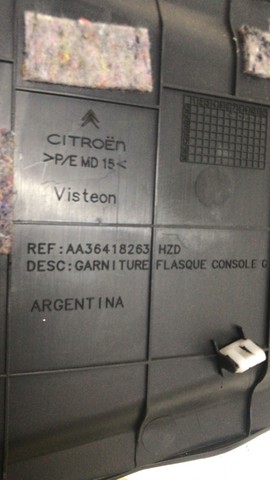 CITROËN
>P/E MD 15<
Visteon
REF:AA36418263 HZD
DESC:GARNITURE FLASQUE CONSOLE G
ARGENTINA